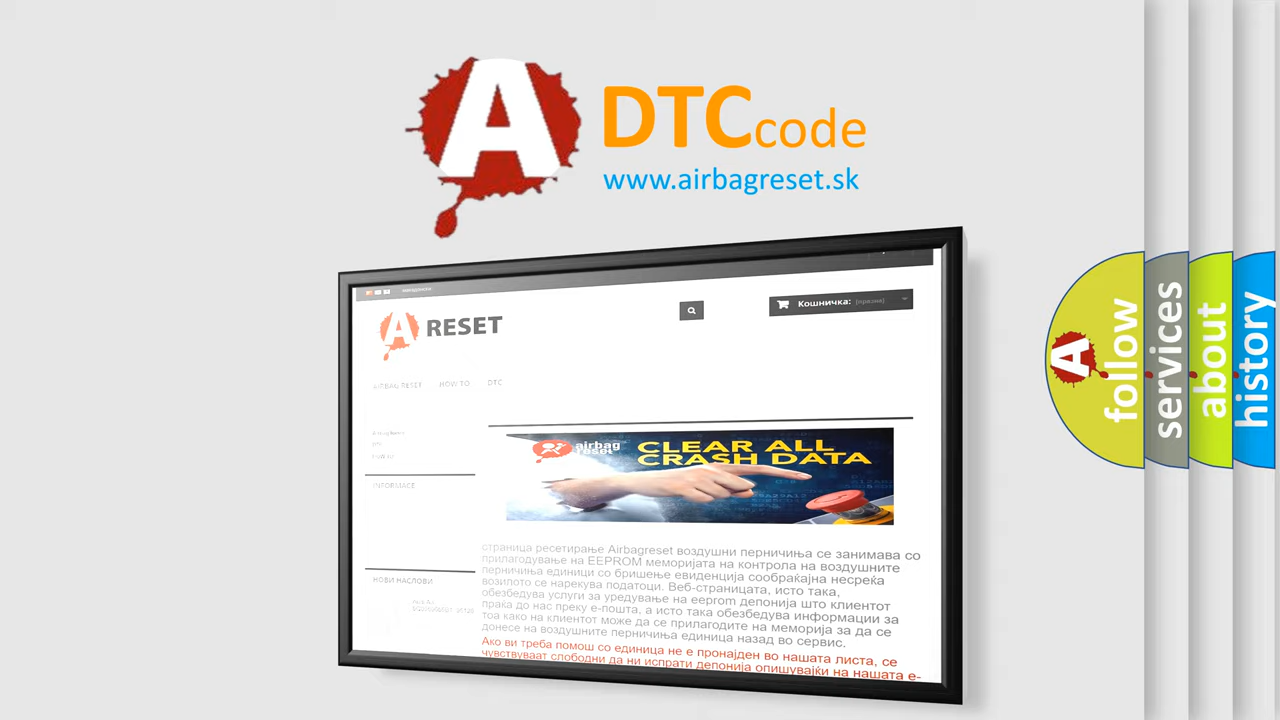 A
DTC code
www.airbagreset.sk
A RESET
Кошничка: (празна)
AIRBAG RESET HOW TO DTC
airbag
reset
CLEAR ALL
CRASH DATA
INFORMACE
НОВИ НАСЛОВИ
страница ресетирање Airbagreset воздушни перничиња се занимава со
прилагодување на EEPROM меморијата на контрола на воздушните
перничиња единици со бришење евиденција сообраќајна несреќа
возилото се нарекува податоци. Веб-страницата, исто така,
обезбедува услуги за уредување на eeprom депонија што клиентот
праќа до нас преку е-пошта, а исто така обезбедува информации за
тоа како на клиентот може да се прилагодите на меморија за да се
донесе на воздушните перничиња единица назад во сервис.
Ако ви треба помош со единица не е пронајден во нашата листа, се
чувствуваат слободни да ни испрати депонија опишувајќи на нашата е-
A
follow
services
about
history